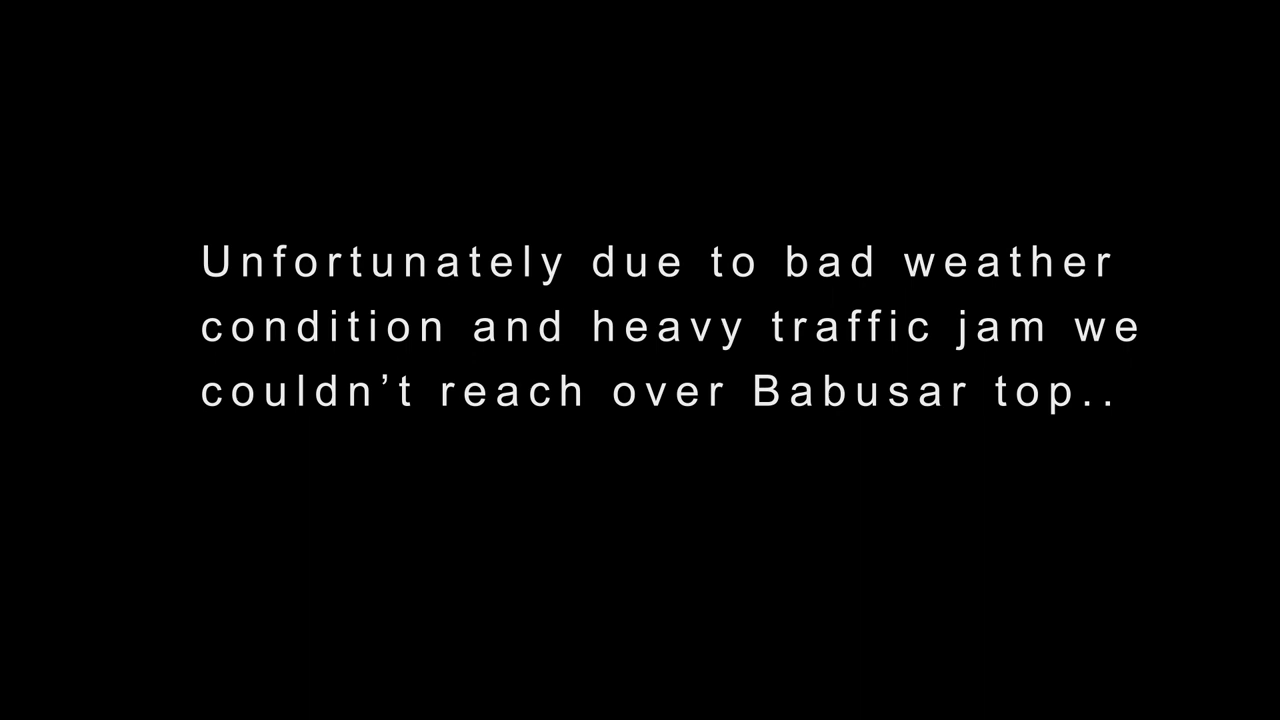 Unfortunately due to bad weather
condition and heavy traffic jam we
couldn’t reach over Babusar top..